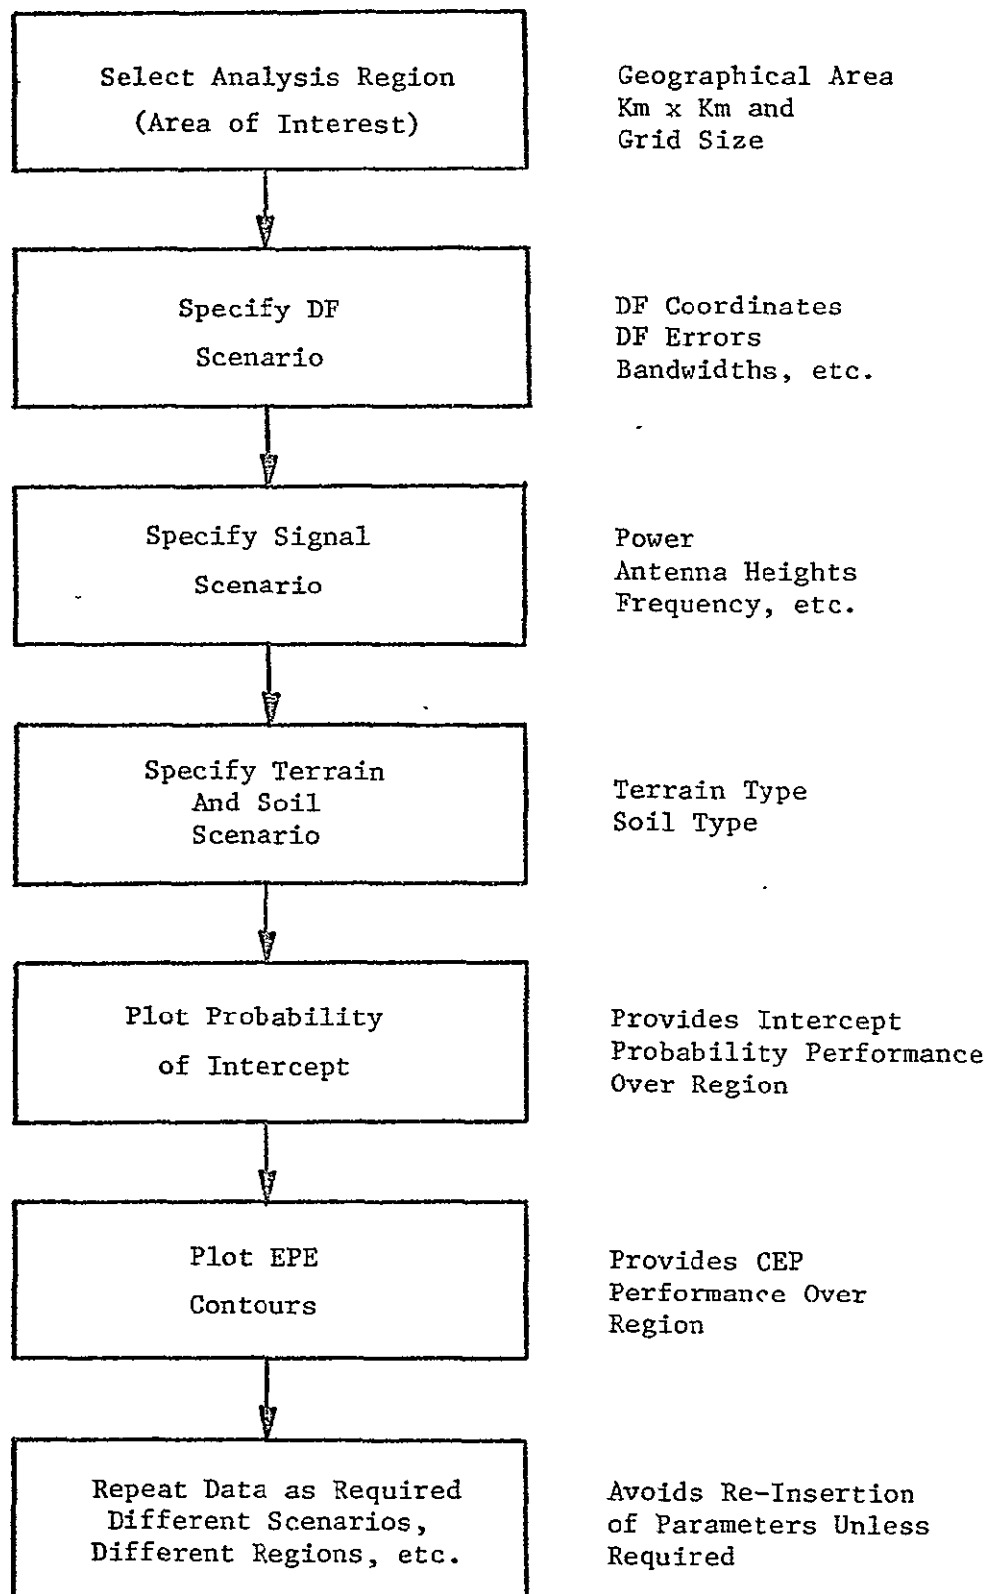 Select Analysis Region
(Area of Interest)
Geographical Area
Km x Km and
Grid Size
Specify DF
Scenario
DF Coordinates
DF Errors
Bandwidths, etc.
Specify Signal
Scenario
Power
Antenna Heights
Frequency, etc.
Specify Terrain
And Soil
Scenario
Terrain Type
Soil Type
Plot Probability
of Intercept
Provides Intercept
Probability Performance
Over Region
Plot EPE
Contours
Provides CEP
Performance Over
Region
Repeat Data as Required
Different Scenarios,
Different Regions, etc.
Avoids Re-Insertion
of Parameters Unless
Required